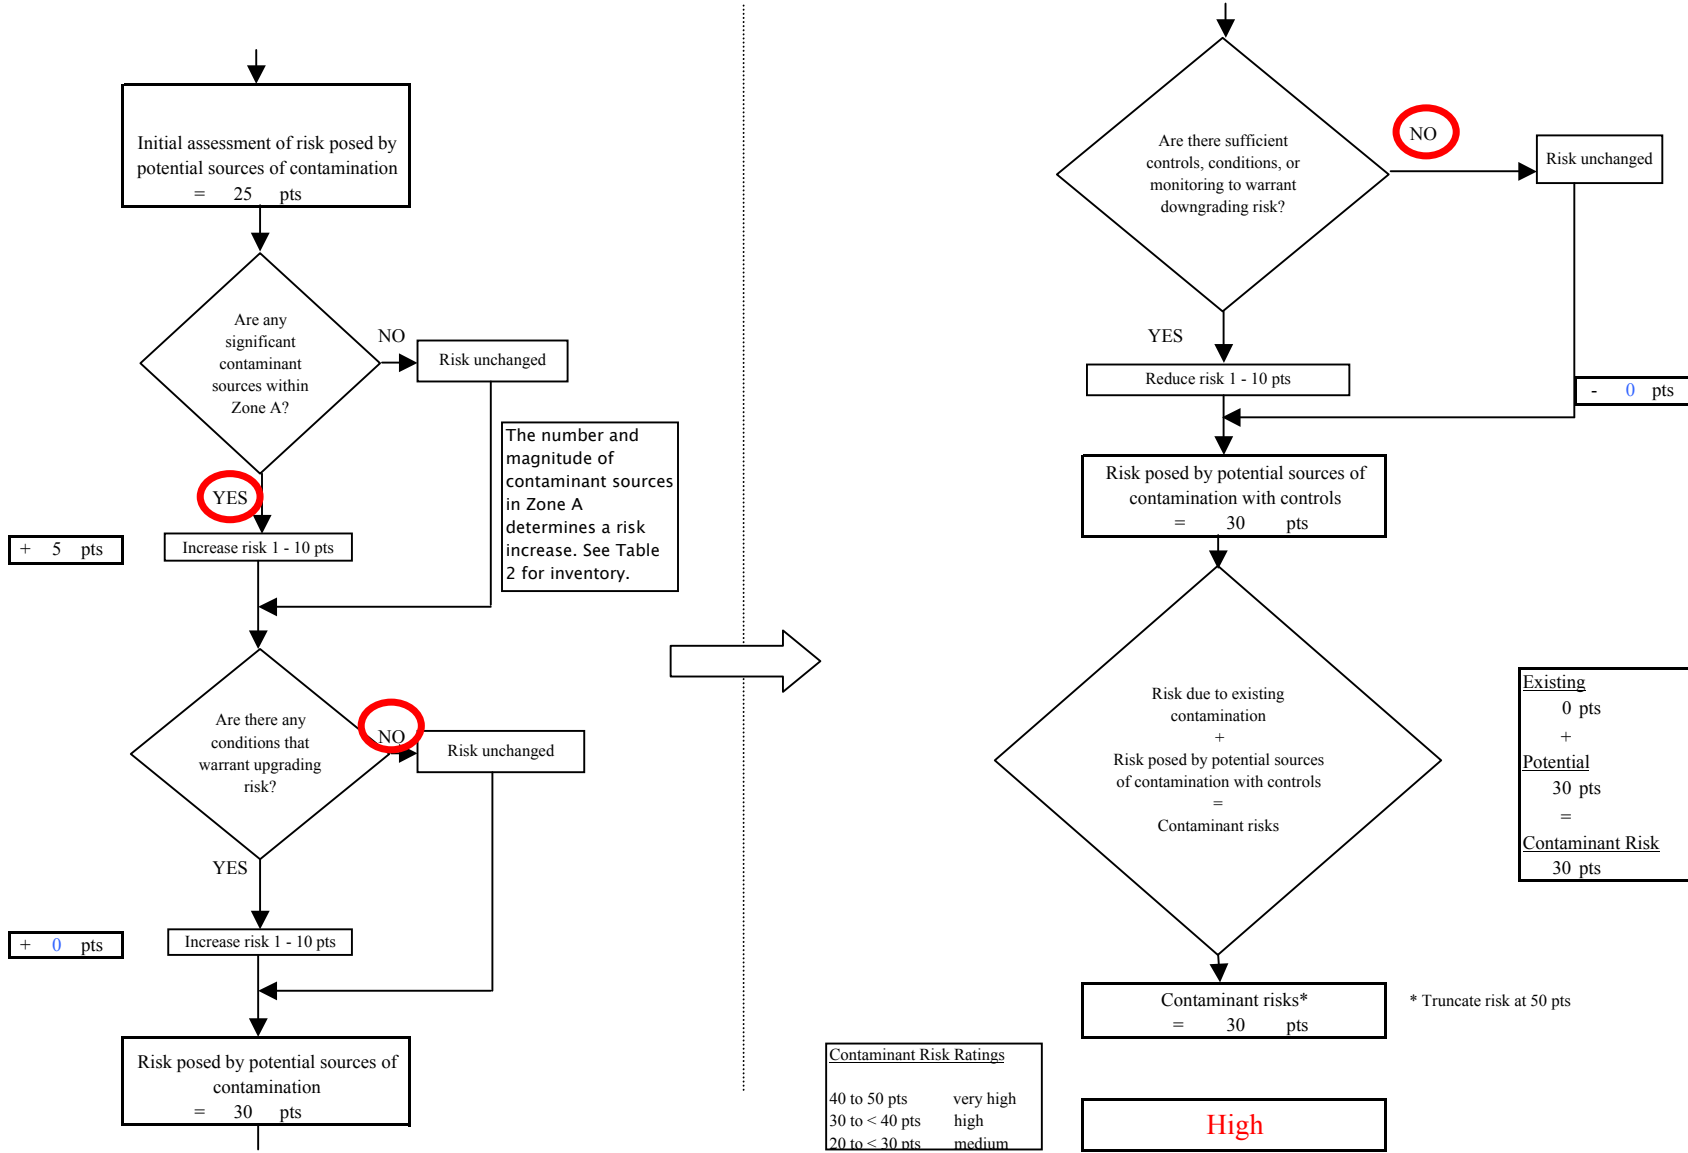 Initial assessment of risk posed by
potential sources of contamination
= 25 pts
Are any
significant
contaminant
sources within
Zone A?
NO
Risk unchanged
The number and
magnitude of
contaminant sources
in Zone A
determines a risk
increase. See Table
2 for inventory.
YES
+ 5 pts
Increase risk 1 - 10 pts
Are there any
conditions that
warrant upgrading
risk?
NO
Risk unchanged
YES
+ 0 pts
Increase risk 1 - 10 pts
Risk posed by potential sources of
contamination
= 30 pts
Are there sufficient
controls, conditions, or
monitoring to warrant
downgrading risk?
NO
Risk unchanged
YES
Reduce risk 1 - 10 pts
- 0 pts
Risk posed by potential sources of
contamination with controls
= 30 pts
Risk due to existing
contamination
+
Risk posed by potential sources
of contamination with controls
=
Contaminant risks
Existing
0 pts
+
Potential
30 pts
=
Contaminant Risk
30 pts
Contaminant risks*
= 30 pts
* Truncate risk at 50 pts
Contaminant Risk Ratings
40 to 50 pts very high
30 to < 40 pts high
20 to < 30 pts medium
High